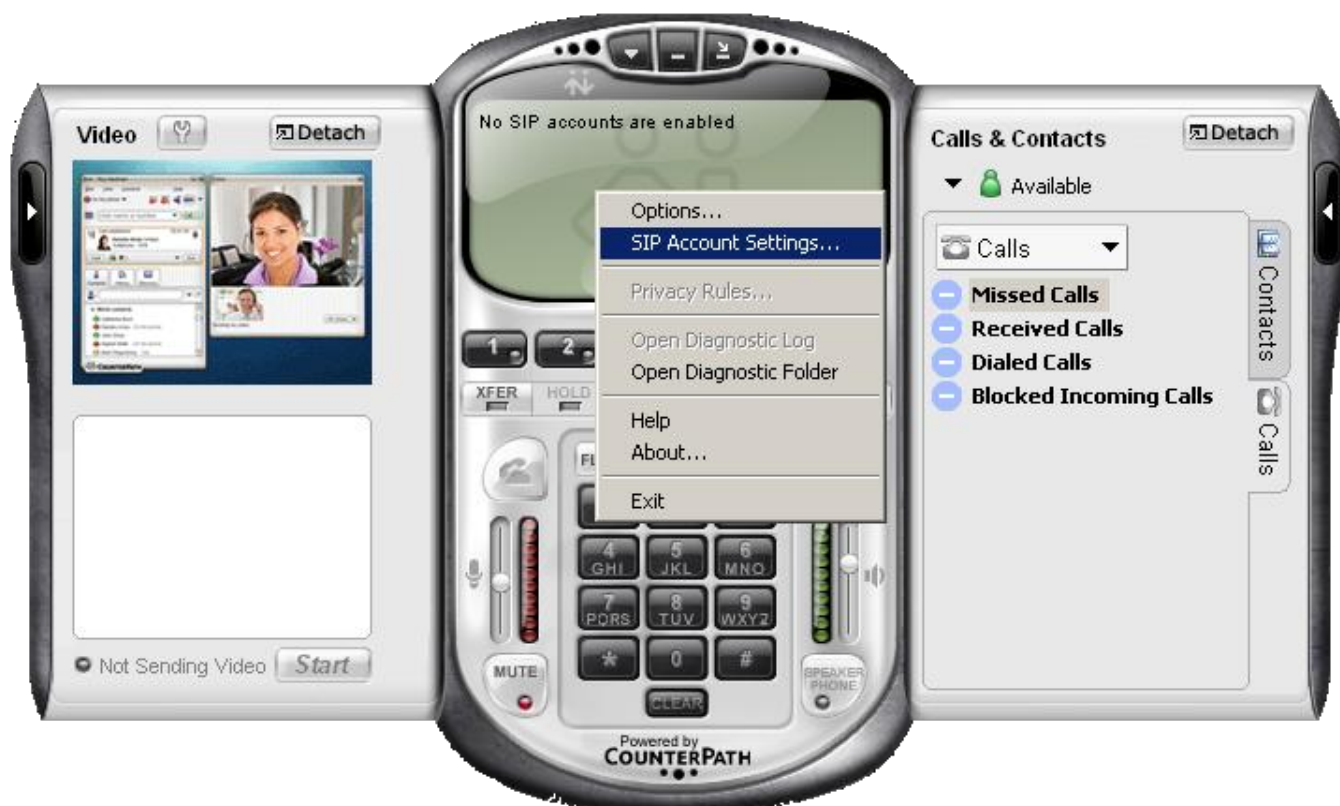 Video
Detach
No SIP accounts are enabled
Calls & Contacts
Detach
Available
Options...
SIP Account Settings...
Privacy Rules...
Open Diagnostic Log
Open Diagnostic Folder
Help
About...
Exit
Calls
Missed Calls
Received Calls
Dialed Calls
Blocked Incoming Calls
Contacts
Calls
1
2
XFER
HOLD
4
GHI
5
JKL
6
MNO
7
PQRS
8
TUV
9
WXYZ
*
0
#
CLEAR
MUTE
SPEAKER
PHONE
Not Sending Video
Start
Powered by
COUNTERPATH